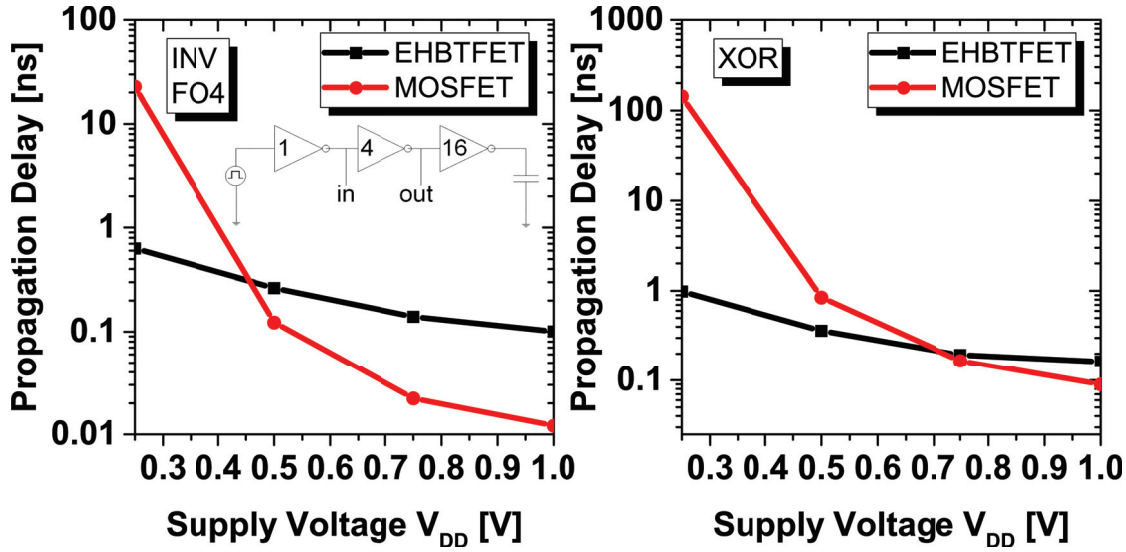 INV
FO4
EHBTFET
MOSFET
1
4
16
in
out
100
10
1
0.1
0.01
Propagation Delay [ns]
0.3 0.4 0.5 0.6 0.7 0.8 0.9 1.0
Supply Voltage V_DD [V]
XOR
EHBTFET
MOSFET
1000
100
10
1
0.1
Propagation Delay [ns]
0.3 0.4 0.5 0.6 0.7 0.8 0.9 1.0
Supply Voltage V_DD [V]